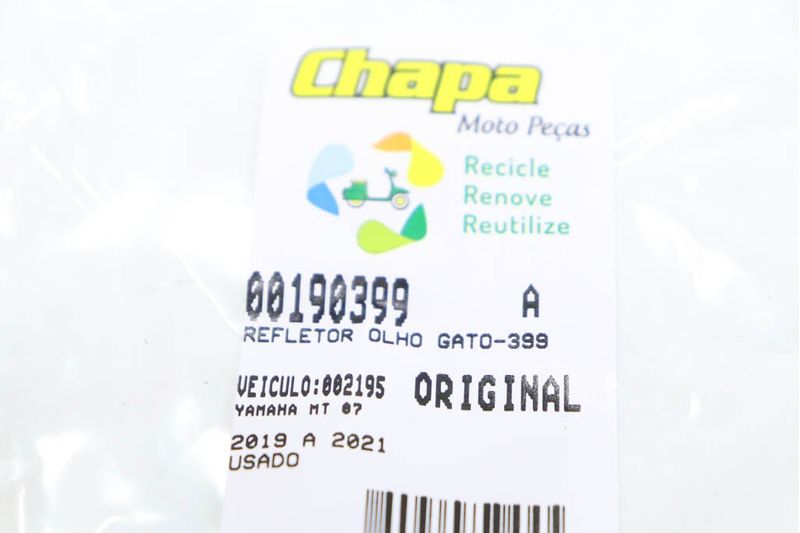 Chapa
Moto Peças
Recicle
Renove
Reutilize
00190399 A
REFLETOR OLHO GATO-399
VEICULO:002195 ORIGINAL
YAMAHA MT 07
2019 A 2021
USADO